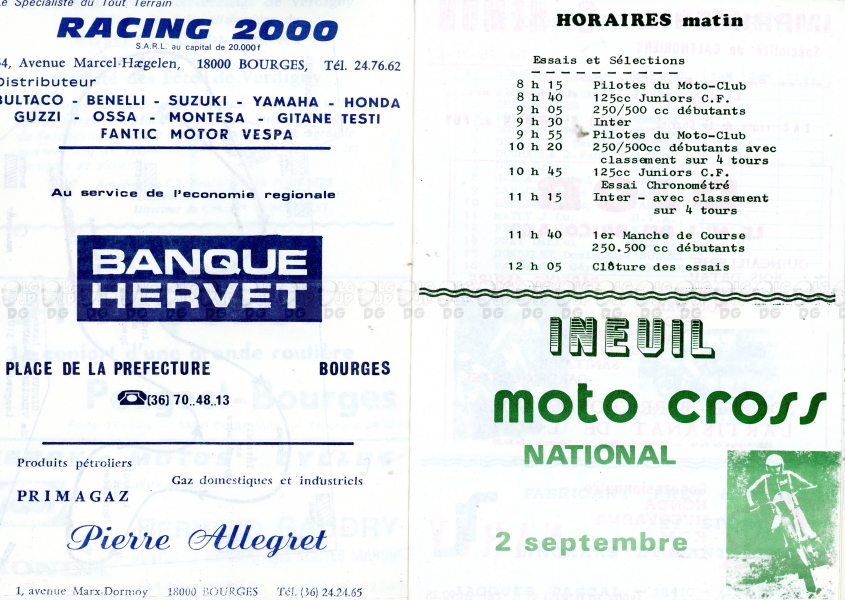 Le Spécialiste du Tout Terrain
RACING 2000
S.A.R.L. au capital de 20.000 f
64, Avenue Marcel-Hægelen, 18000 BOURGES, Tél. 24.76.62
Distributeur
BULTACO - BENELLI - SUZUKI - YAMAHA - HONDA
GUZZI - OSSA - MONTESA - GITANE TESTI
FANTIC MOTOR VESPA
Au service de l'economie regionale
BANQUE
HERVET
PLACE DE LA PREFECTURE BOURGES
☎(36) 70..48.13
Produits pétroliers
Gaz domestiques et industriels
PRIMAGAZ
Pierre Allegret
1, avenue Marx-Dormoy 18000 BOURGES Tél. (36) 24.24.65
HORAIRES matin
Essais et Sélections
8 h 15 Pilotes du Moto-Club
8 h 40 125cc Juniors C.F.
9 h 05 250/500 cc débutants
9 h 30 Inter
9 h 55 Pilotes du Moto-Club
10 h 20 250/500cc débutants avec
classement sur 4 tours
10 h 45 125cc Juniors C.F.
Essai Chronométré
11 h 15 Inter - avec classement
sur 4 tours
11 h 40 1er Manche de Course
250.500 cc débutants
12 h 05 Clôture des essais
INEUIL
moto cross
NATIONAL
2 septembre